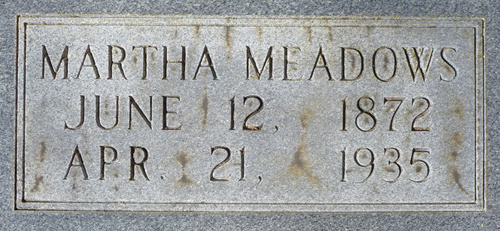 MARTHA MEADOWS
JUNE 12, 1872
APR. 21, 1935